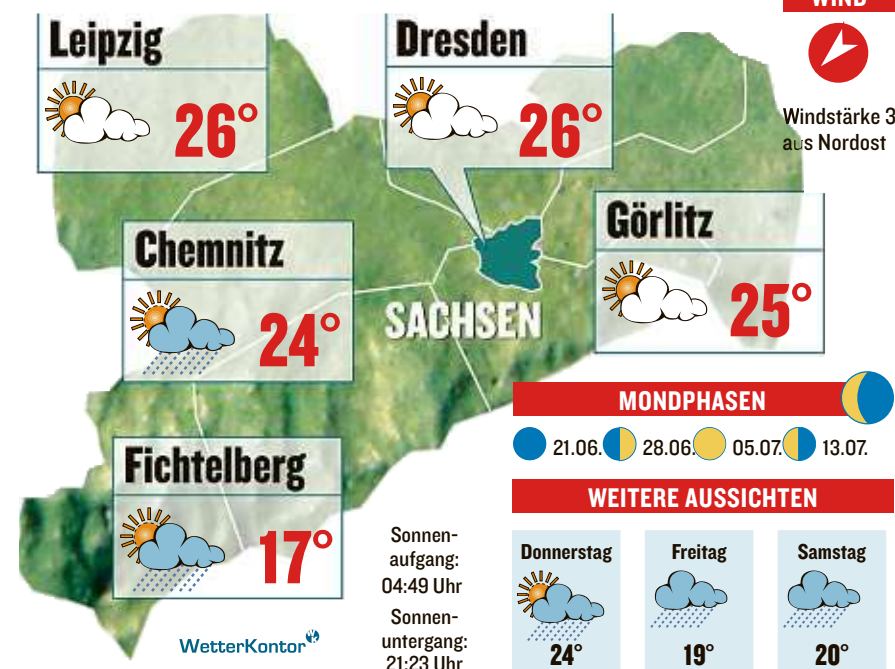 WIND
Leipzig
26°
Dresden
26°
Windstärke 3
aus Nordost
Chemnitz
24°
Görlitz
25°
SACHSEN
Fichtelberg
17°
MONDPHASEN
21.06. 28.06. 05.07. 13.07.
WEITERE AUSSICHTEN
Sonnen-
aufgang:
04:49 Uhr
Sonnen-
untergang:
21:23 Uhr
Donnerstag
24°
Freitag
19°
Samstag
20°
WetterKontor